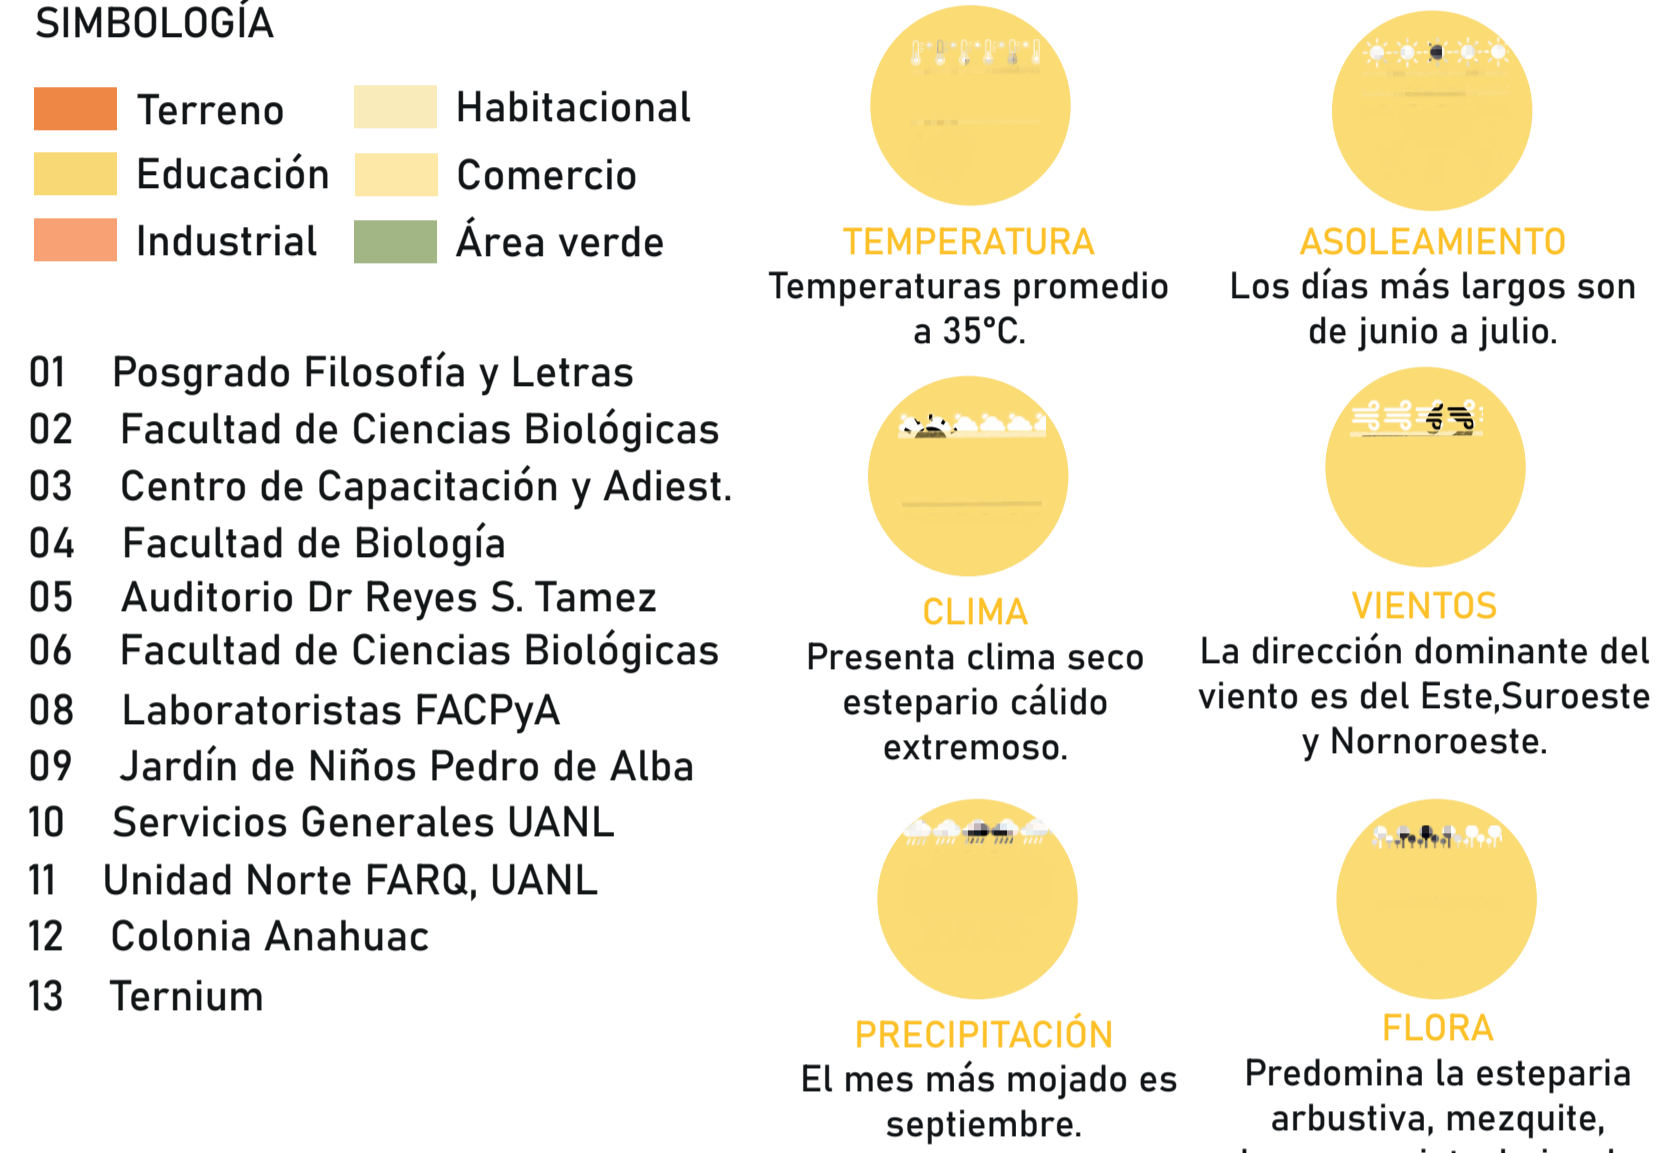 SIMBOLOGÍA
Terreno
Habitacional
Educación
Comercio
Industrial
Área verde
01 Posgrado Filosofía y Letras
02 Facultad de Ciencias Biológicas
03 Centro de Capacitación y Adiest.
04 Facultad de Biología
05 Auditorio Dr Reyes S. Tamez
06 Facultad de Ciencias Biológicas
08 Laboratoristas FACPyA
09 Jardín de Niños Pedro de Alba
10 Servicios Generales UANL
11 Unidad Norte FARQ, UANL
12 Colonia Anahuac
13 Ternium
TEMPERATURA
Temperaturas promedio
a 35°C.
ASOLEAMIENTO
Los días más largos son
de junio a julio.
CLIMA
Presenta clima seco
estepario cálido
extremoso.
VIENTOS
La dirección dominante del
viento es del Este,Suroeste
y Nornoroeste.
PRECIPITACIÓN
El mes más mojado es
septiembre.
FLORA
Predomina la esteparia
arbustiva, mezquite,